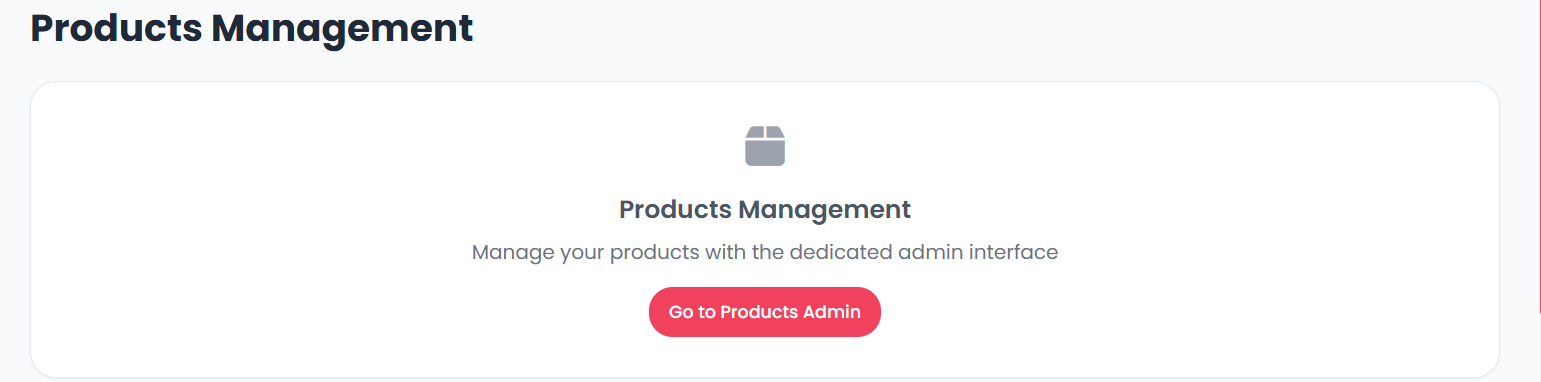 Products Management
Products Management
Manage your products with the dedicated admin interface
Go to Products Admin